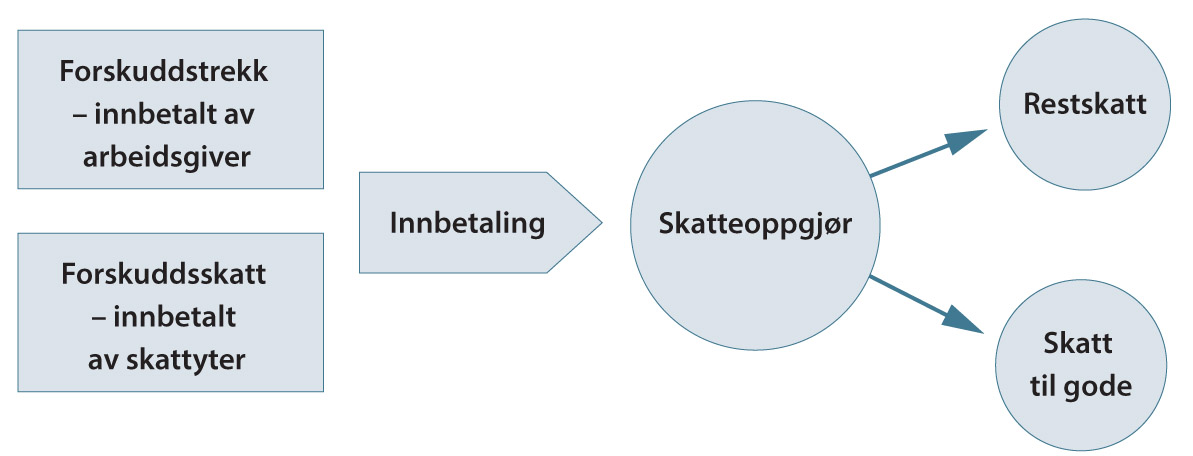 Forskuddstrekk
– innbetalt av
arbeidsgiver
Forskuddsskatt
– innbetalt
av skattyter
Innbetaling
Skatteoppgjør
Restskatt
Skatt
til gode